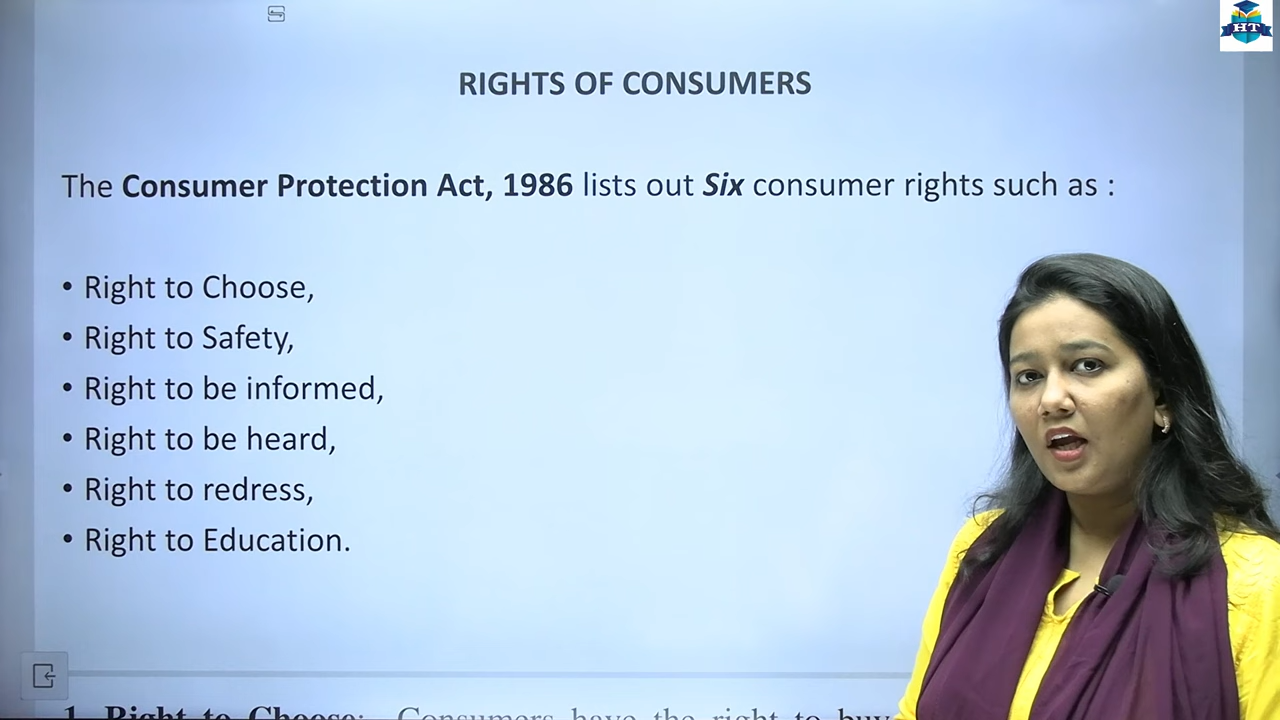 HT
RIGHTS OF CONSUMERS
The Consumer Protection Act, 1986 lists out Six consumer rights such as :
• Right to Choose,
• Right to Safety,
• Right to be informed,
• Right to be heard,
• Right to redress,
• Right to Education.
1. Right to Choose: Consumers have the right to buy